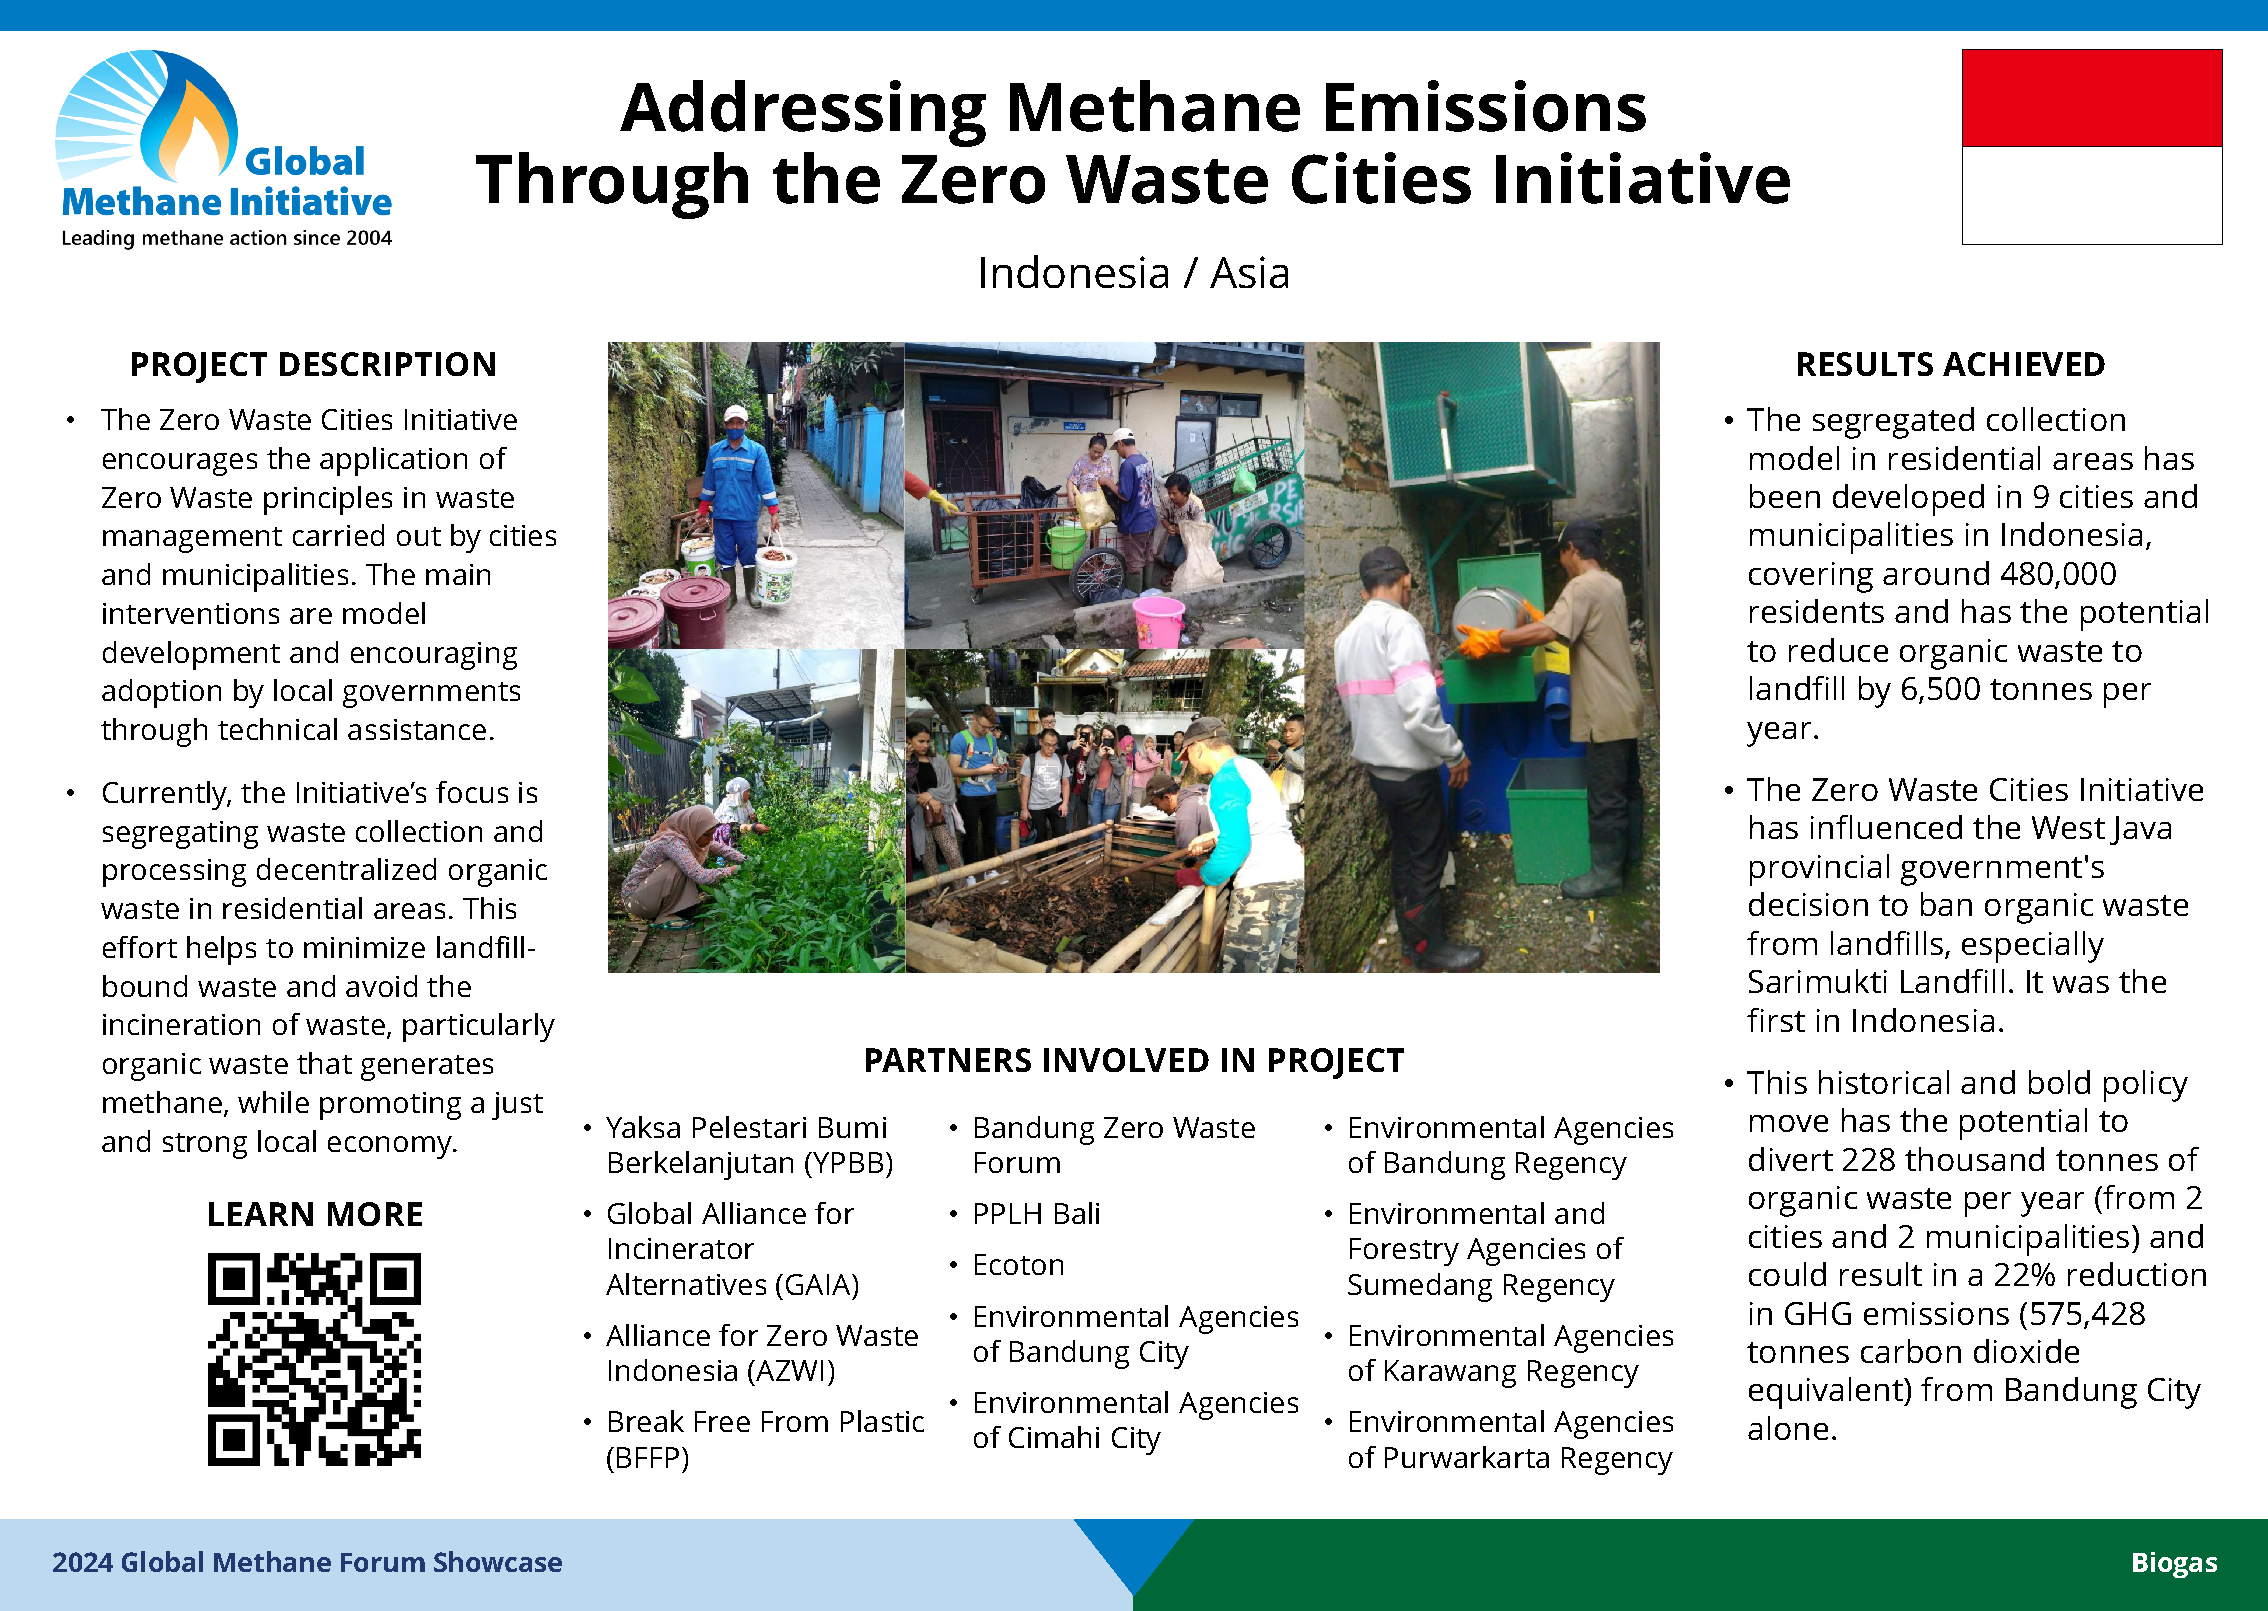 Global
Methane Initiative
Leading methane action since 2004
Addressing Methane Emissions
Through the Zero Waste Cities Initiative
Indonesia / Asia
PROJECT DESCRIPTION
• The Zero Waste Cities Initiative
encourages the application of
Zero Waste principles in waste
management carried out by cities
and municipalities. The main
interventions are model
development and encouraging
adoption by local governments
through technical assistance.
• Currently, the Initiative’s focus is
segregating waste collection and
processing decentralized organic
waste in residential areas. This
effort helps to minimize landfill-
bound waste and avoid the
incineration of waste, particularly
organic waste that generates
methane, while promoting a just
and strong local economy.
LEARN MORE
PARTNERS INVOLVED IN PROJECT
• Yaksa Pelestari Bumi
Berkelanjutan (YPBB)
• Global Alliance for
Incinerator
Alternatives (GAIA)
• Alliance for Zero Waste
Indonesia (AZWI)
• Break Free From Plastic
(BFFP)
• Bandung Zero Waste
Forum
• PPLH Bali
• Ecoton
• Environmental Agencies
of Bandung City
• Environmental Agencies
of Cimahi City
• Environmental Agencies
of Bandung Regency
• Environmental and
Forestry Agencies of
Sumedang Regency
• Environmental Agencies
of Karawang Regency
• Environmental Agencies
of Purwarkarta Regency
RESULTS ACHIEVED
• The segregated collection
model in residential areas has
been developed in 9 cities and
municipalities in Indonesia,
covering around 480,000
residents and has the potential
to reduce organic waste to
landfill by 6,500 tonnes per
year.
• The Zero Waste Cities Initiative
has influenced the West Java
provincial government's
decision to ban organic waste
from landfills, especially
Sarimukti Landfill. It was the
first in Indonesia.
• This historical and bold policy
move has the potential to
divert 228 thousand tonnes of
organic waste per year (from 2
cities and 2 municipalities) and
could result in a 22% reduction
in GHG emissions (575,428
tonnes carbon dioxide
equivalent) from Bandung City
alone.
2024 Global Methane Forum Showcase
Biogas